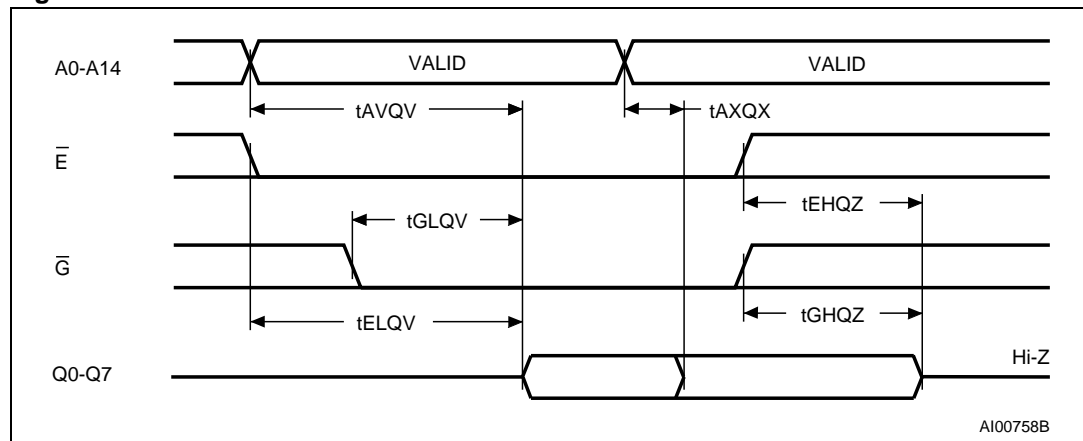 A0-A14
VALID
VALID
tAVQV
tAXQX
E̅
tEHQZ
tGLQV
G̅
tGHQZ
tELQV
Q0-Q7
Hi-Z
AI00758B